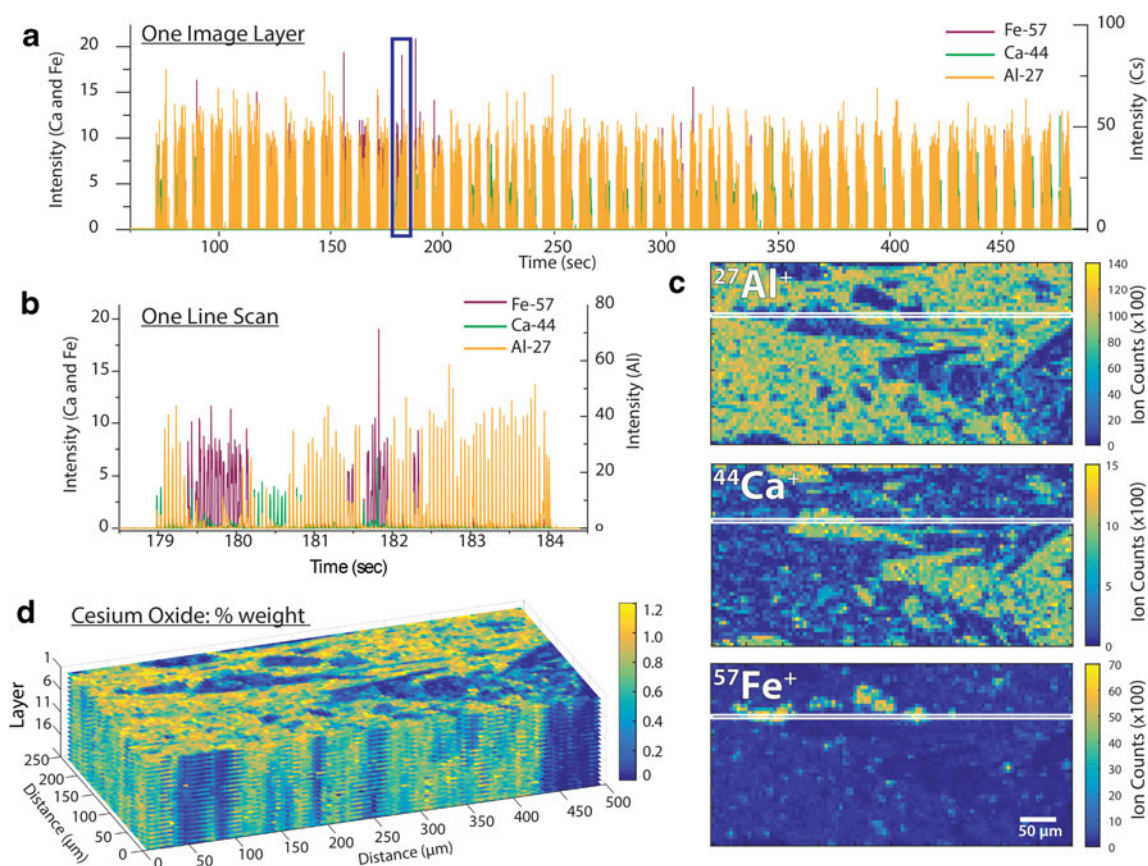 a
One Image Layer
Fe-57
Ca-44
Al-27
Intensity (Ca and Fe)
20
15
10
5
0
100
50
0
Intensity (Cs)
100
150
200
250
300
350
400
450
Time (sec)
b
One Line Scan
Fe-57
Ca-44
Al-27
Intensity (Ca and Fe)
20
15
10
5
0
80
60
40
20
0
Intensity (Al)
179
180
181
182
183
184
Time (sec)
c
27Al+
140
120
100
80
60
40
20
0
Ion Counts (x100)
44Ca+
15
10
5
0
Ion Counts (x100)
57Fe+
70
60
50
40
30
20
10
0
Ion Counts (x100)
50 µm
d
Cesium Oxide: % weight
1.2
1.0
0.8
0.6
0.4
0.2
0
Layer
1
6
11
16
250
200
150
100
50
0
Distance (µm)
0
50
100
150
200
250
300
350
400
450
500
Distance (µm)